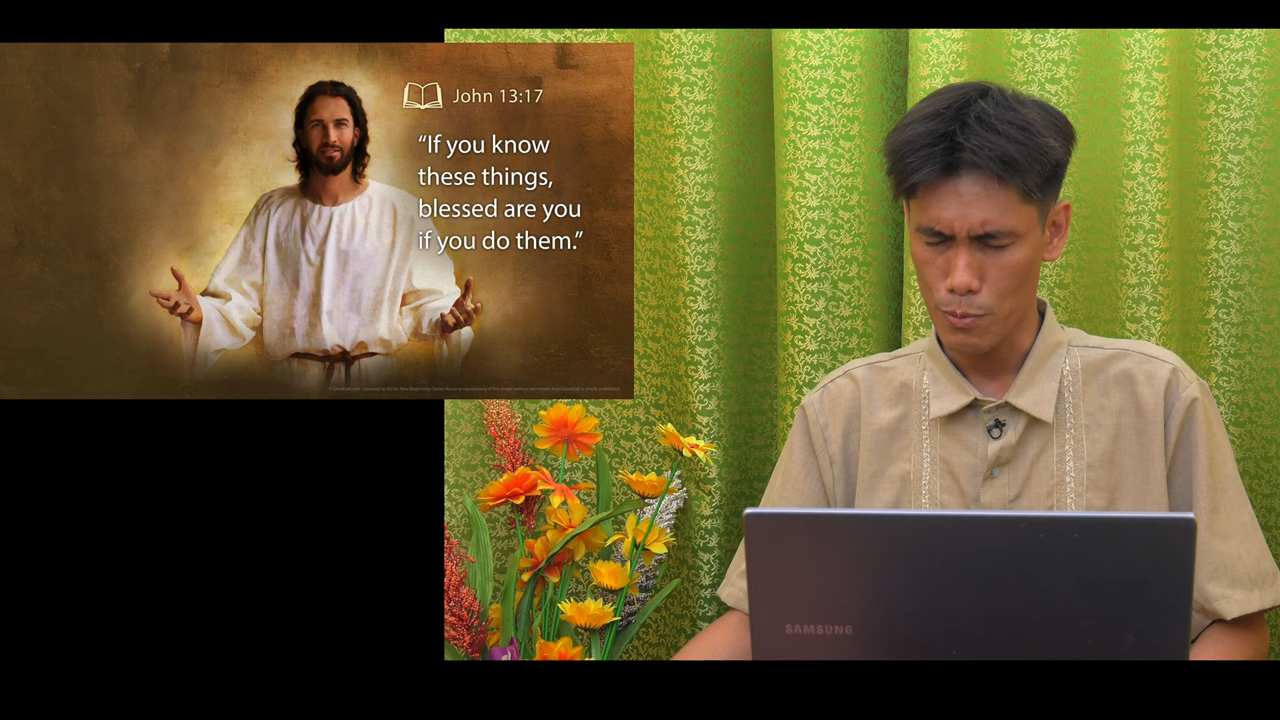 John 13:17
“If you know
these things,
blessed are you
if you do them.”
SAMSUNG